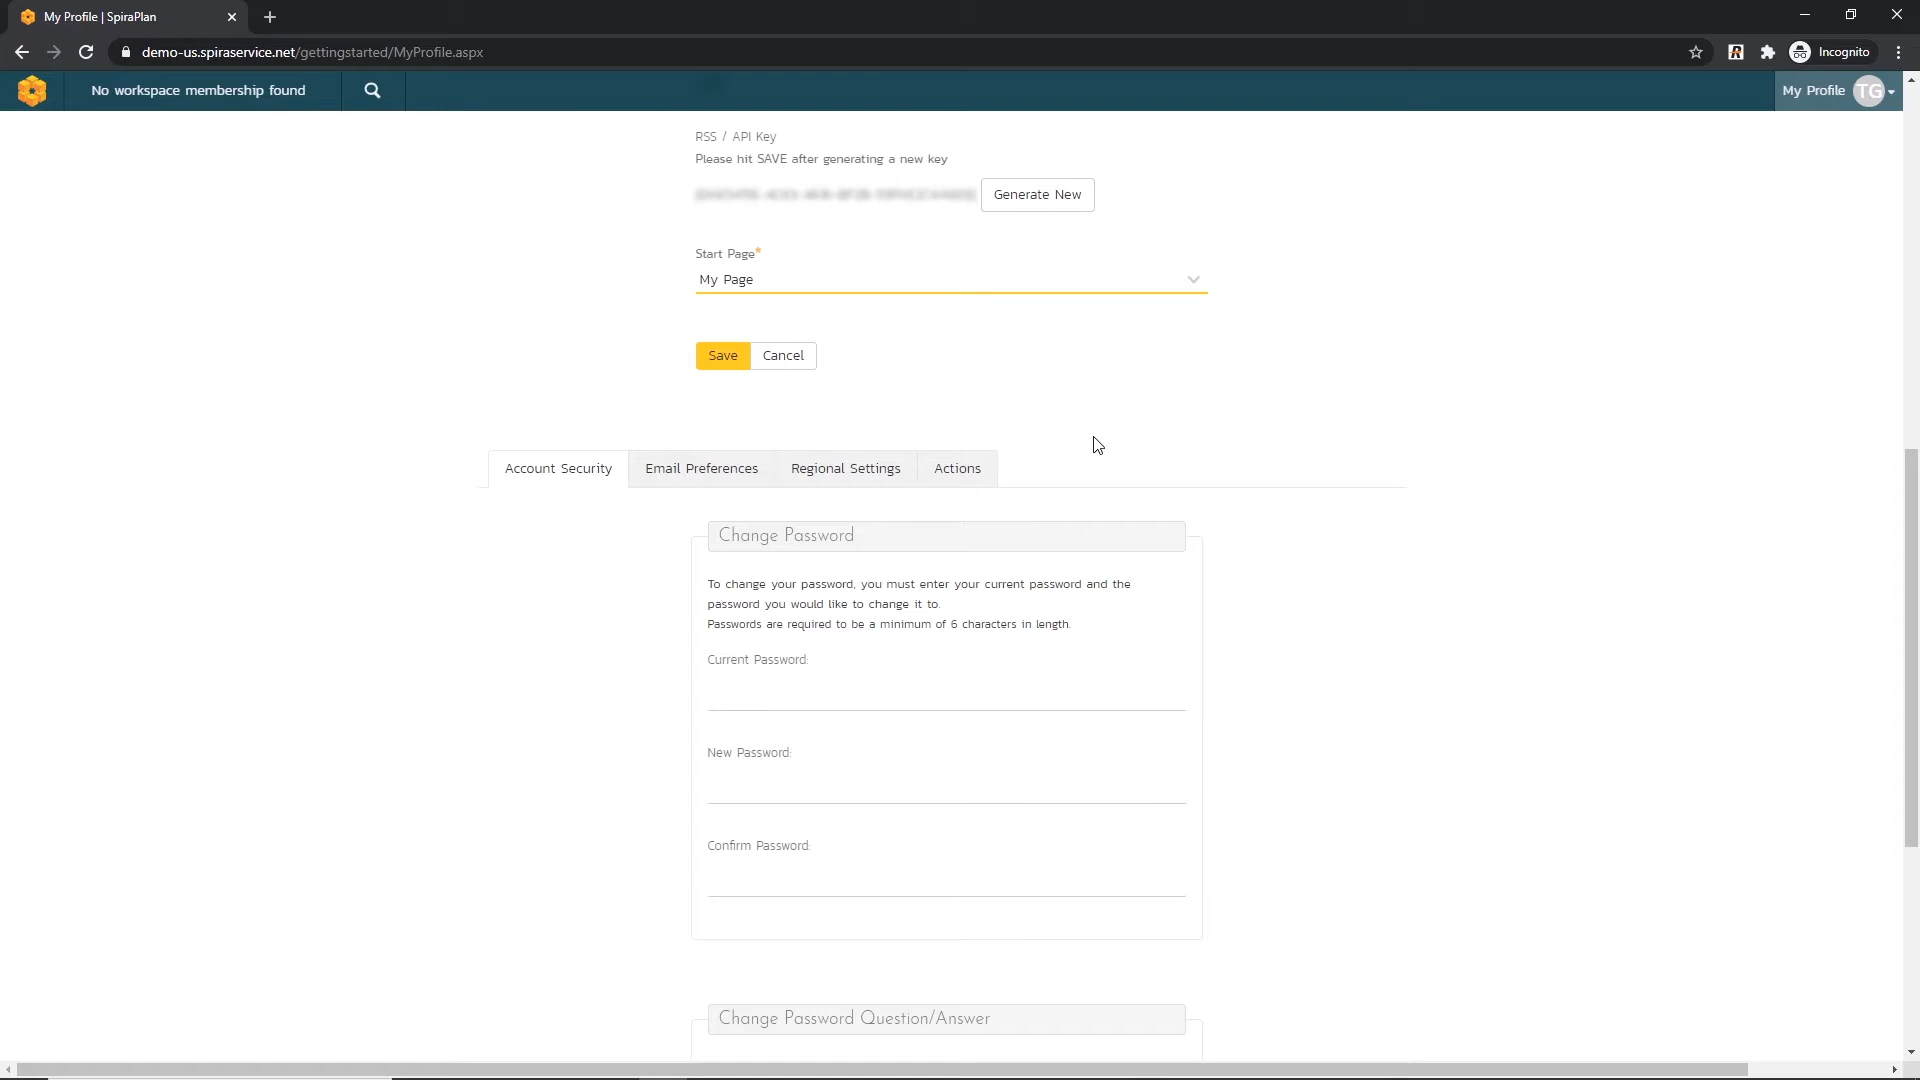 My Profile | SpiraPlan
demo-us.spiraservice.net/gettingstarted/MyProfile.aspx
Incognito
No workspace membership found
My Profile TG
RSS / API Key
Please hit SAVE after generating a new key
Generate New
Start Page*
My Page
Save Cancel
Account Security Email Preferences Regional Settings Actions
Change Password
To change your password, you must enter your current password and the
password you would like to change it to.
Passwords are required to be a minimum of 6 characters in length.
Current Password:
New Password:
Confirm Password:
Change Password Question/Answer